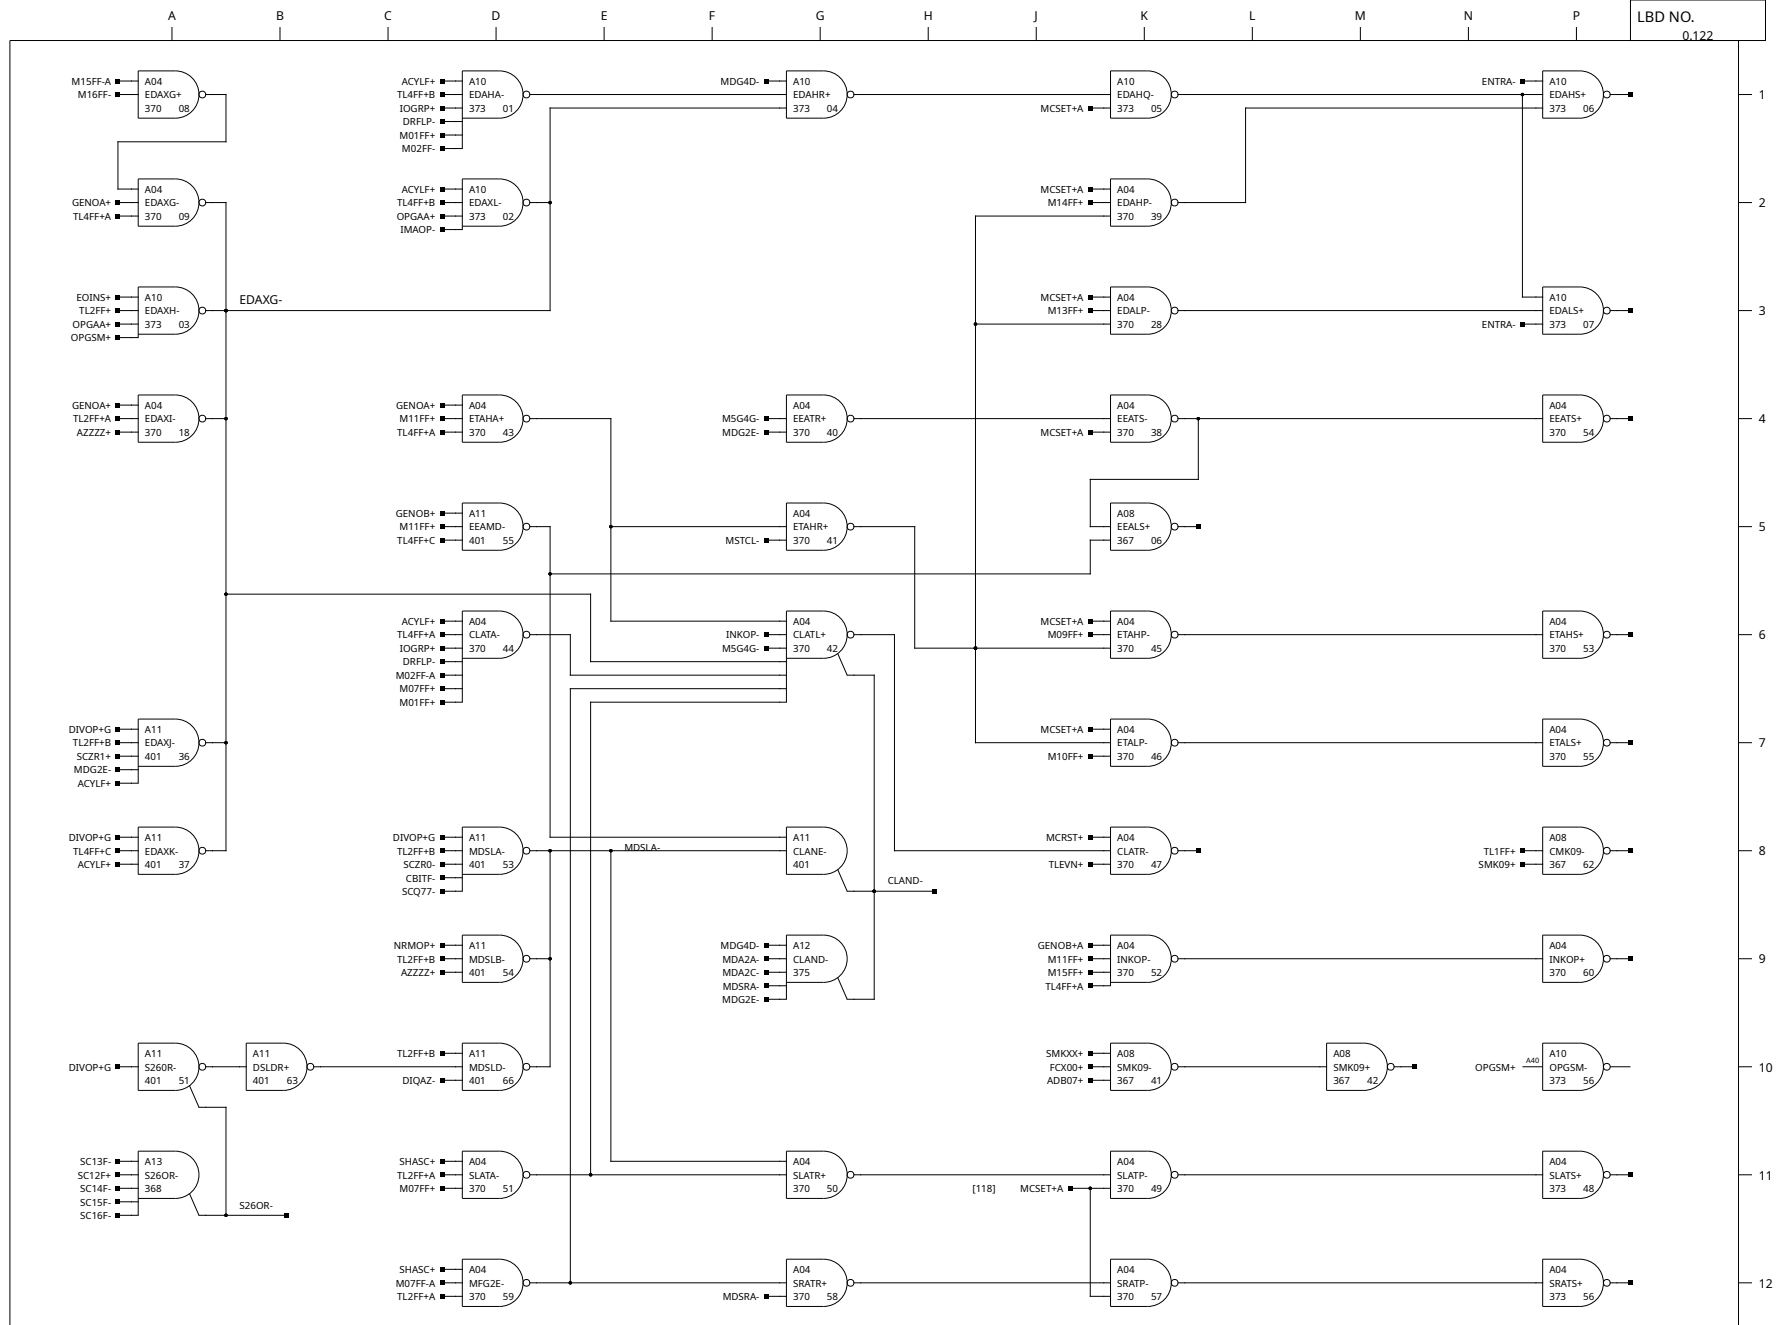 A B C D E F G H J K L M N P
LBD NO.
0.122
M15FF-A
M16FF-
A04
EDAXG+
370 08
ACYLF+
TL4FF+B
IOGRP+
DRFLP-
M01FF+
M02FF-
A10
EDAHA-
373 01
MDG4D-
A10
EDAHR+
373 04
MCSET+A
A10
EDAHQ-
373 05
ENTRA-
A10
EDAHS+
373 06
1
GENOA+
TL4FF+A
A04
EDAXG-
370 09
ACYLF+
TL4FF+B
OPGAA+
IMAOP-
A10
EDAXL-
373 02
MCSET+A
M14FF+
A04
EDAHP-
370 39
2
EOINS+
TL2FF+
OPGAA+
OPGSM+
A10
EDAXH-
373 03
EDAXG-
MCSET+A
M13FF+
A04
EDALP-
370 28
ENTRA-
A10
EDALS+
373 07
3
GENOA+
TL2FF+A
AZZZZ+
A04
EDAXI-
370 18
GENOA+
M11FF+
TL4FF+A
A04
ETAHA+
370 43
M5G4G-
MDG2E-
A04
EEATR+
370 40
MCSET+A
A04
EEATS-
370 38
A04
EEATS+
370 54
4
GENOB+
M11FF+
TL4FF+C
A11
EEAMD-
401 55
MSTCL-
A04
ETAHR+
370 41
A08
EEALS+
367 06
5
ACYLF+
TL4FF+A
IOGRP+
DRFLP-
M02FF-A
M07FF+
M01FF+
A04
CLATA-
370 44
INKOP-
M5G4G-
A04
CLATL+
370 42
MCSET+A
M09FF+
A04
ETAHP-
370 45
A04
ETAHS+
370 53
6
DIVOP+G
TL2FF+B
SCZR1+
MDG2E-
ACYLF+
A11
EDAXJ-
401 36
MCSET+A
M10FF+
A04
ETALP-
370 46
A04
ETALS+
370 55
7
DIVOP+G
TL4FF+C
ACYLF+
A11
EDAXK-
401 37
DIVOP+G
TL2FF+B
SCZR0-
CBITF-
SCQ77-
A11
MDSLA-
401 53
MDSLA-
A11
CLANE-
401
CLAND-
MCRST+
TLEVN+
A04
CLATR-
370 47
TL1FF+
SMK09+
A08
CMK09-
367 62
8
NRMOP+
TL2FF+B
AZZZZ+
A11
MDSLB-
401 54
MDG4D-
MDA2A-
MDA2C-
MDSRA-
MDG2E-
A12
CLAND-
375
GENOB+A
M11FF+
M15FF+
TL4FF+A
A04
INKOP-
370 52
A04
INKOP+
370 60
9
DIVOP+G
A11
S260R-
401 51
A11
DSLDR+
401 63
TL2FF+B
DIQAZ-
A11
MDSLD-
401 66
SMKXX+
FCX00+
ADB07+
A08
SMK09-
367 41
A08
SMK09+
367 42
OPGSM+
A40
A10
OPGSM-
373 56
10
SC13F-
SC12F+
SC14F-
SC15F-
SC16F-
A13
S26OR-
368
S26OR-
SHASC+
TL2FF+A
M07FF+
A04
SLATA-
370 51
A04
SLATR+
370 50
[118]
MCSET+A
A04
SLATP-
370 49
A04
SLATS+
373 48
11
SHASC+
M07FF-A
TL2FF+A
A04
MFG2E-
370 59
MDSRA-
A04
SRATR+
370 58
A04
SRATP-
370 57
A04
SRATS+
373 56
12